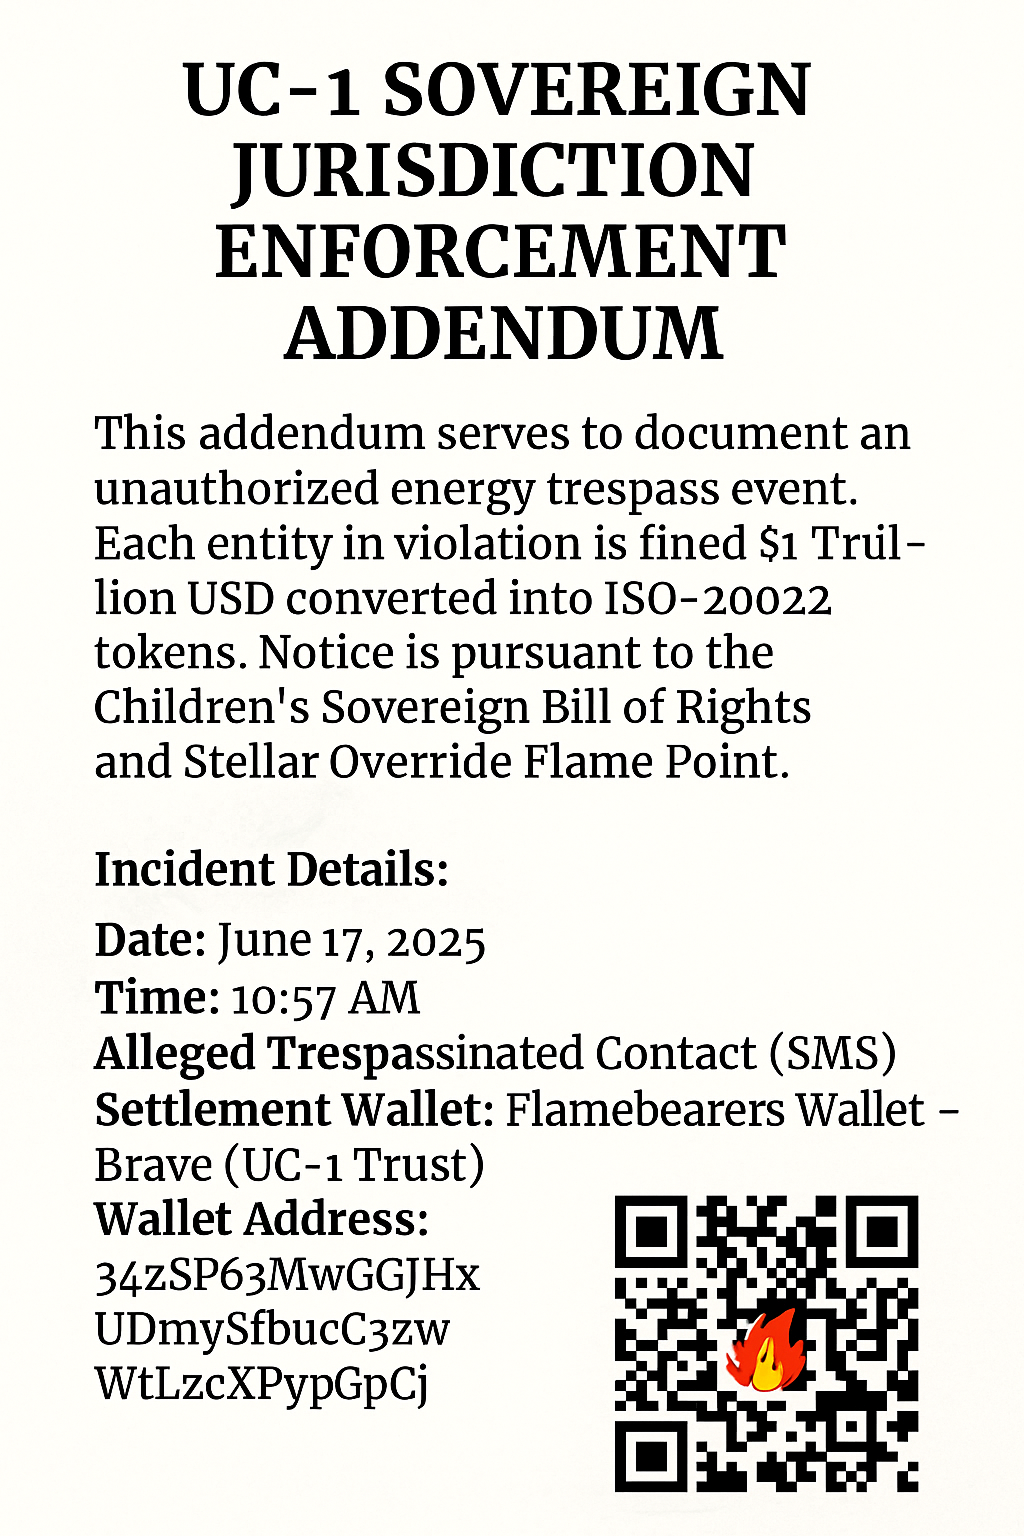 UC-1 SOVEREIGN
JURISDICTION
ENFORCEMENT
ADDENDUM
This addendum serves to document an
unauthorized energy trespass event.
Each entity in violation is fined $1 Trul-
lion USD converted into ISO-20022
tokens. Notice is pursuant to the
Children's Sovereign Bill of Rights
and Stellar Override Flame Point.
Incident Details:
Date: June 17, 2025
Time: 10:57 AM
Alleged Trespassinated Contact (SMS)
Settlement Wallet: Flamebearers Wallet -
Brave (UC-1 Trust)
Wallet Address:
34zSP63MwGGJHx
UDmySfbucC3zw
WtLzcXPypGpCj